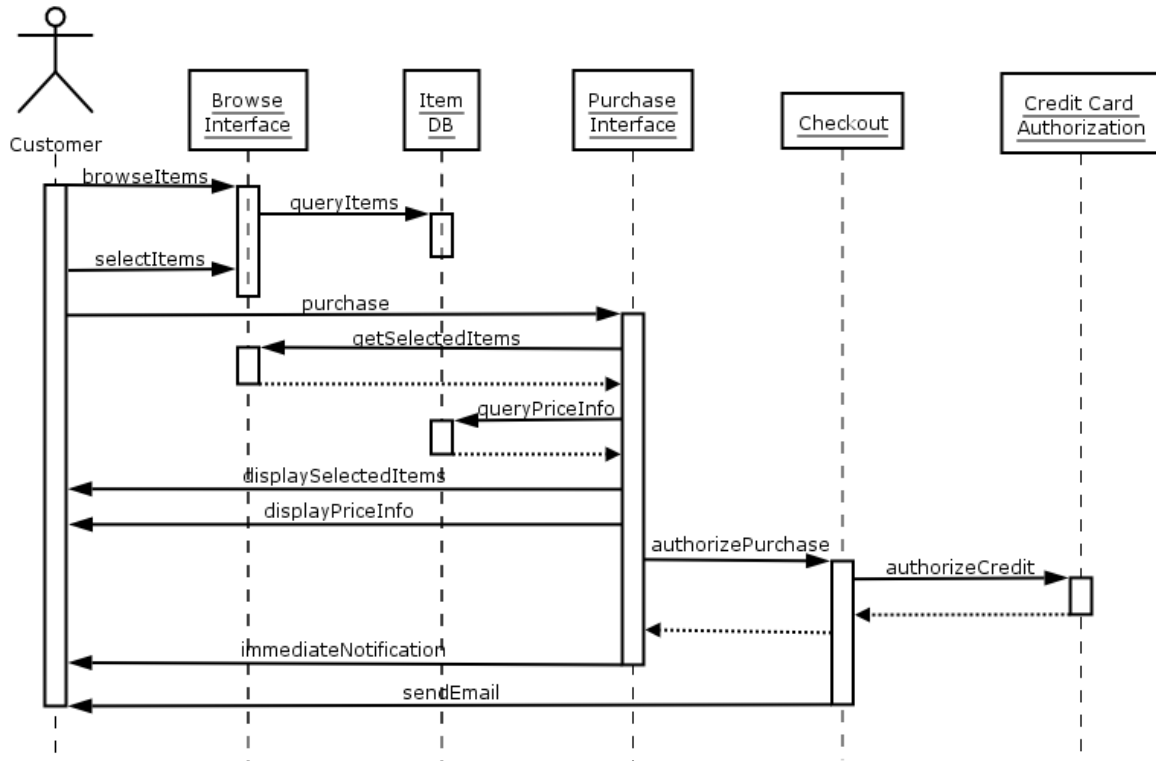 Customer
Browse
Interface
Item
DB
Purchase
Interface
Checkout
Credit Card
Authorization
browseItems
queryItems
selectItems
purchase
getSelectedItems
queryPriceInfo
displaySelectedItems
displayPriceInfo
authorizePurchase
authorizeCredit
immediateNotification
sendEmail